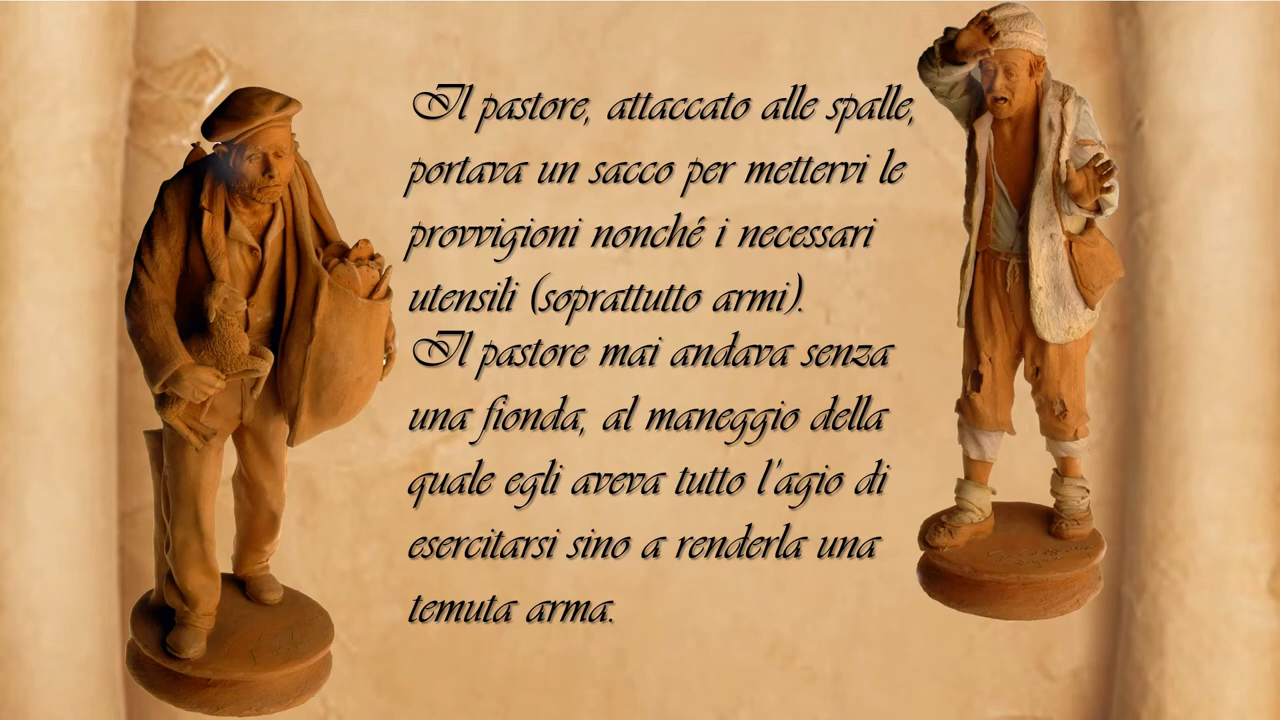 Il pastore, attaccato alle spalle,
portava un sacco per mettervi le
provvigioni nonché i necessari
utensili (soprattutto armi).
Il pastore mai andava senza
una fionda, al maneggio della
quale egli aveva tutto l'agio di
esercitarsi sino a renderla una
temuta arma.